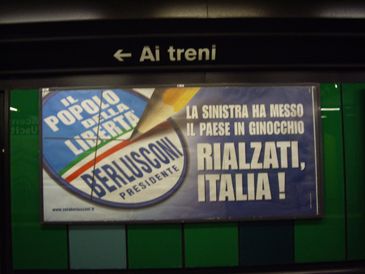 ← Ai treni
IL
POPOLO
DELLA
LIBERTÀ
BERLUSCONI
PRESIDENTE
LA SINISTRA HA MESSO
IL PAESE IN GINOCCHIO
RIALZATI,
ITALIA !